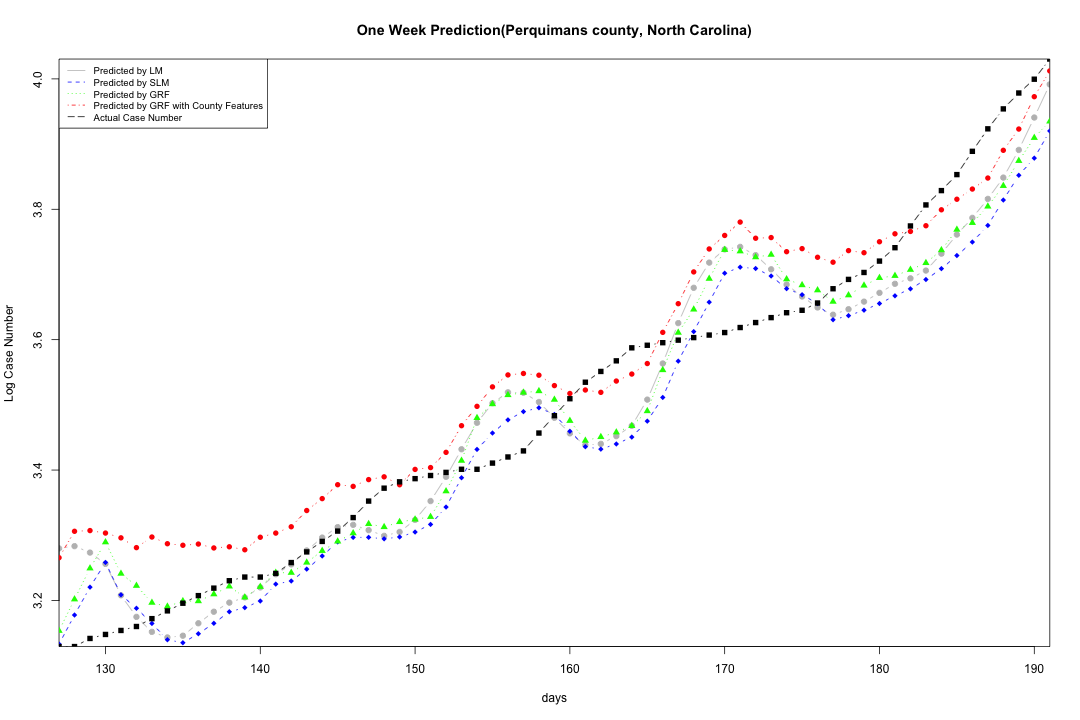 One Week Prediction(Perquimans county, North Carolina)
Predicted by LM
Predicted by SLM
Predicted by GRF
Predicted by GRF with County Features
Actual Case Number
Log Case Number
4.0
3.8
3.6
3.4
3.2
130 140 150 160 170 180 190
days